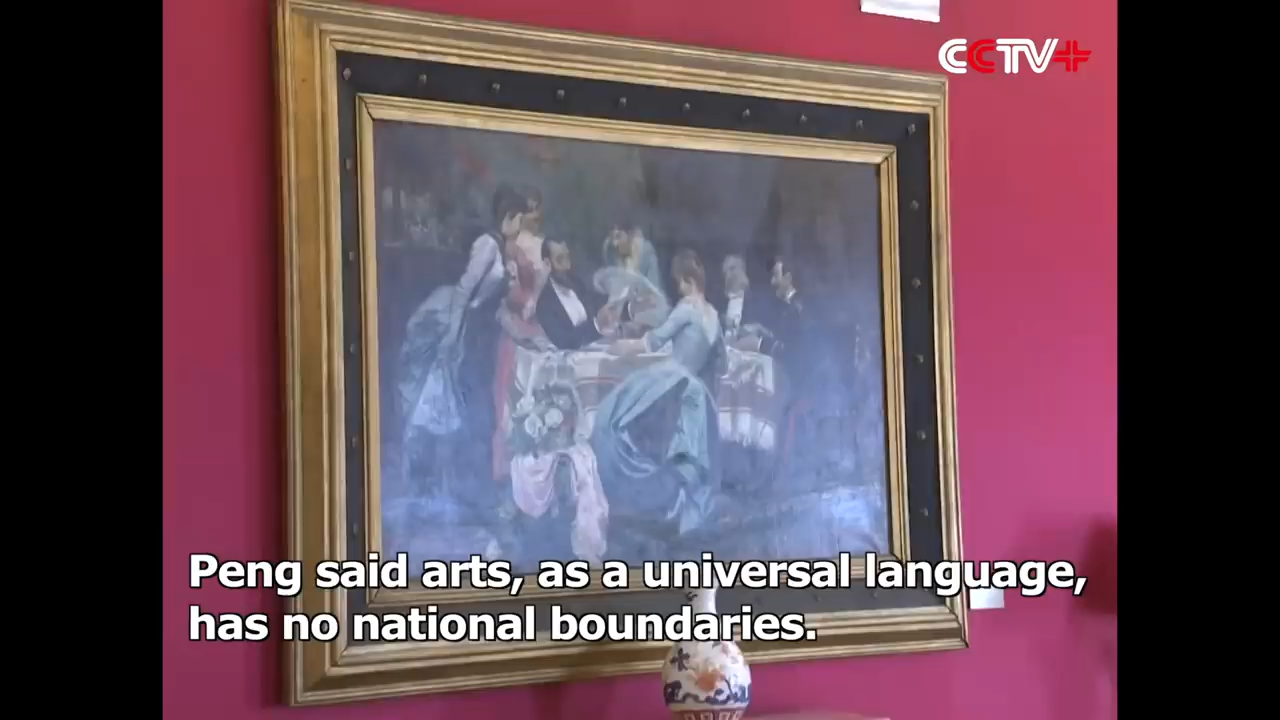 CCTV+
Peng said arts, as a universal language,
has no national boundaries.